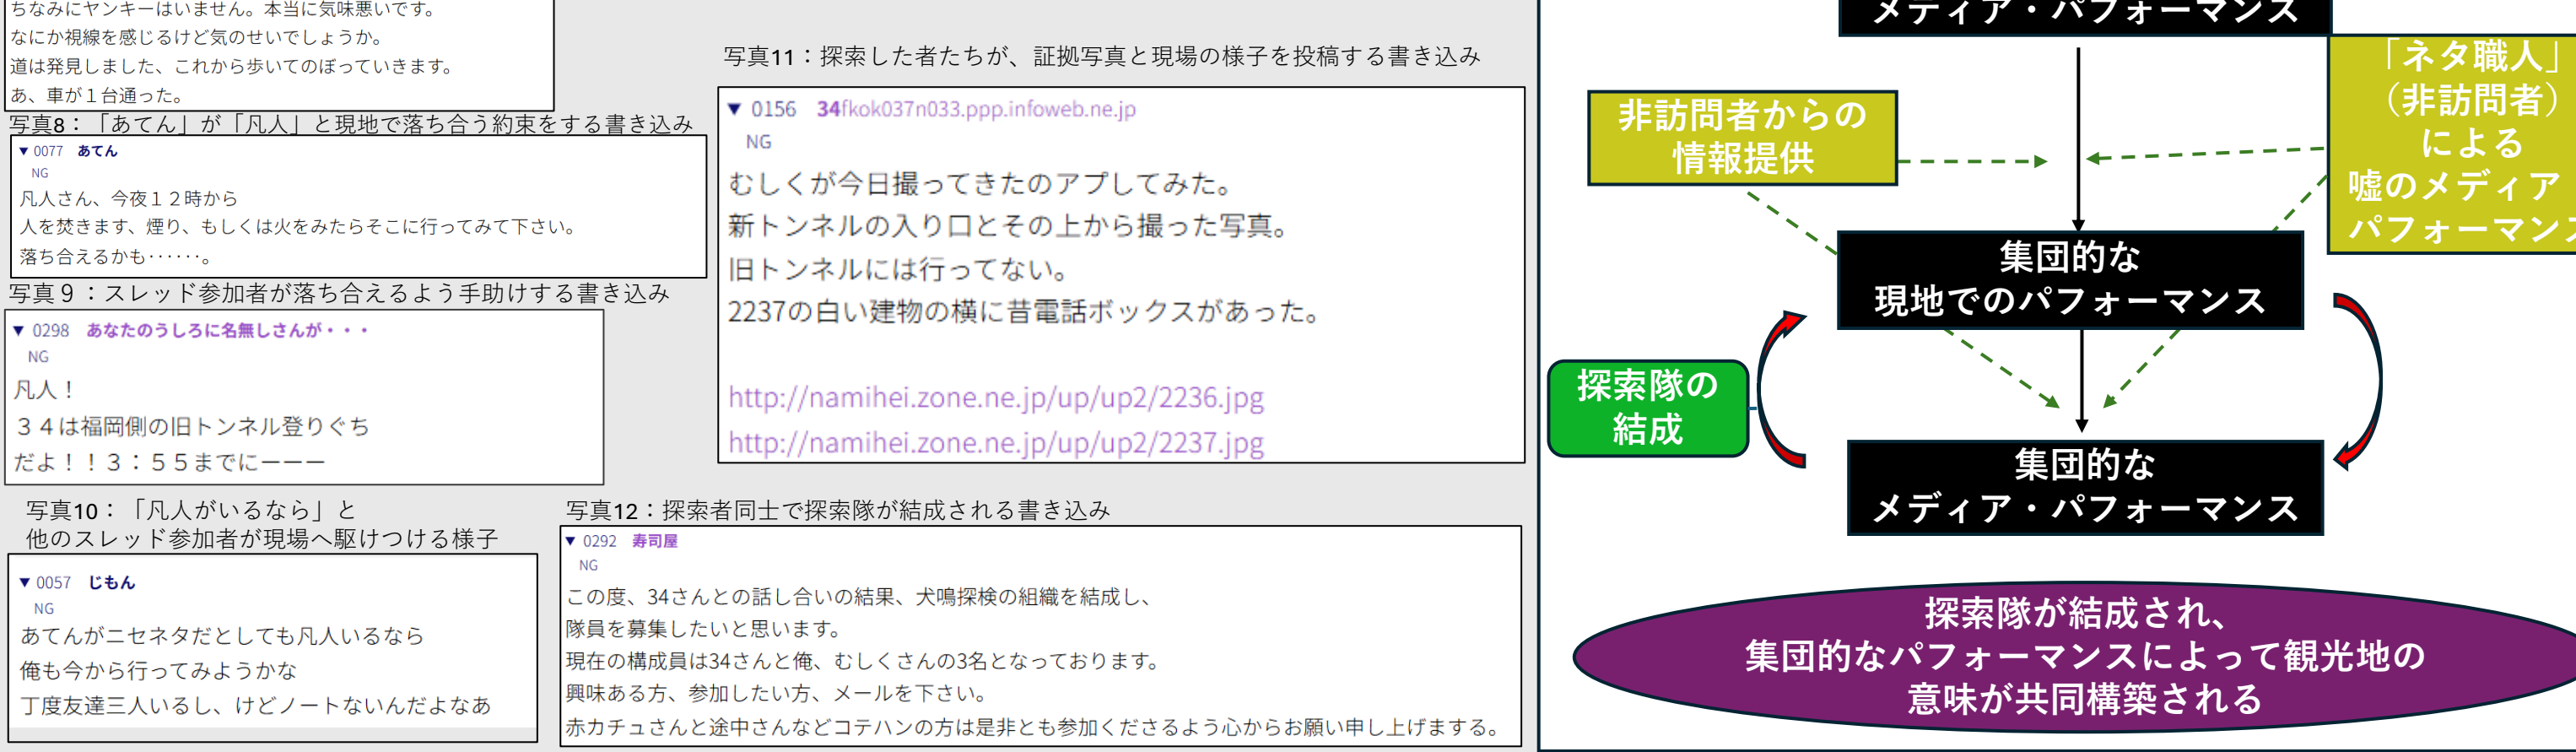 ちなみにヤンキーはいません。本当に気味悪いです。
なにか視線を感じるけど気のせいでしょうか。
道は発見しました、これから歩いてのぼっていきます。
あ、車が１台通った。
写真8：「あてん」が「凡人」と現地で落ち合う約束をする書き込み
▼ 0077 あてん
NG
凡人さん、今夜１２時から
人を焚きます、煙り、もしくは火をみたらそこに行ってみて下さい。
落ち合えるかも‥‥‥。
写真９：スレッド参加者が落ち合えるよう手助けする書き込み
▼ 0298 あなたのうしろに名無しさんが・・・
NG
凡人！
３４は福岡側の旧トンネル登りぐち
だよ！！３：５５までにーーー
写真10：「凡人がいるなら」と
他のスレッド参加者が現場へ駆けつける様子
▼ 0057 じもん
NG
あてんがニセネタだとしても凡人いるなら
俺も今から行ってみようかな
丁度友達三人いるし、けどノートないんだよなあ
写真11：探索した者たちが、証拠写真と現場の様子を投稿する書き込み
▼ 0156 34fkok037n033.ppp.infoweb.ne.jp
NG
むしくが今日撮ってきたのアプしてみた。
新トンネルの入り口とその上から撮った写真。
旧トンネルには行ってない。
2237の白い建物の横に昔電話ボックスがあった。
http://namihei.zone.ne.jp/up/up2/2236.jpg
http://namihei.zone.ne.jp/up/up2/2237.jpg
写真12：探索者同士で探索隊が結成される書き込み
▼ 0292 寿司屋
NG
この度、34さんとの話し合いの結果、犬鳴探検の組織を結成し、
隊員を募集したいと思います。
現在の構成員は34さんと俺、むしくさんの3名となっております。
興味ある方、参加したい方、メールを下さい。
赤カチュさんと途中さんなどコテハンの方は是非とも参加くださるよう心からお願い申し上げまする。
メディア・パフォーマンス
非訪問者からの
情報提供
「ネタ職人」
（非訪問者）
による
嘘のメディア
パフォーマンス
集団的な
現地でのパフォーマンス
探索隊の
結成
集団的な
メディア・パフォーマンス
探索隊が結成され、
集団的なパフォーマンスによって観光地の
意味が共同構築される